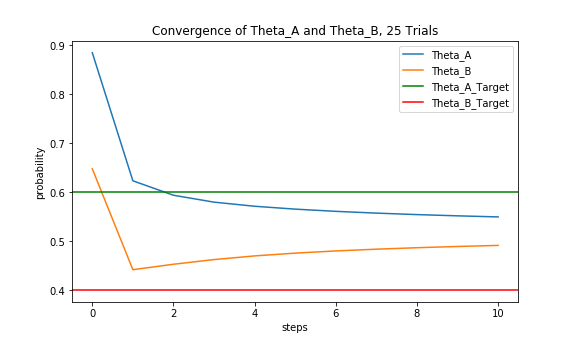 Convergence of Theta_A and Theta_B, 25 Trials
0.9
0.8
0.7
0.6
0.5
0.4
probability
Theta_A
Theta_B
Theta_A_Target
Theta_B_Target
0 2 4 6 8 10
steps